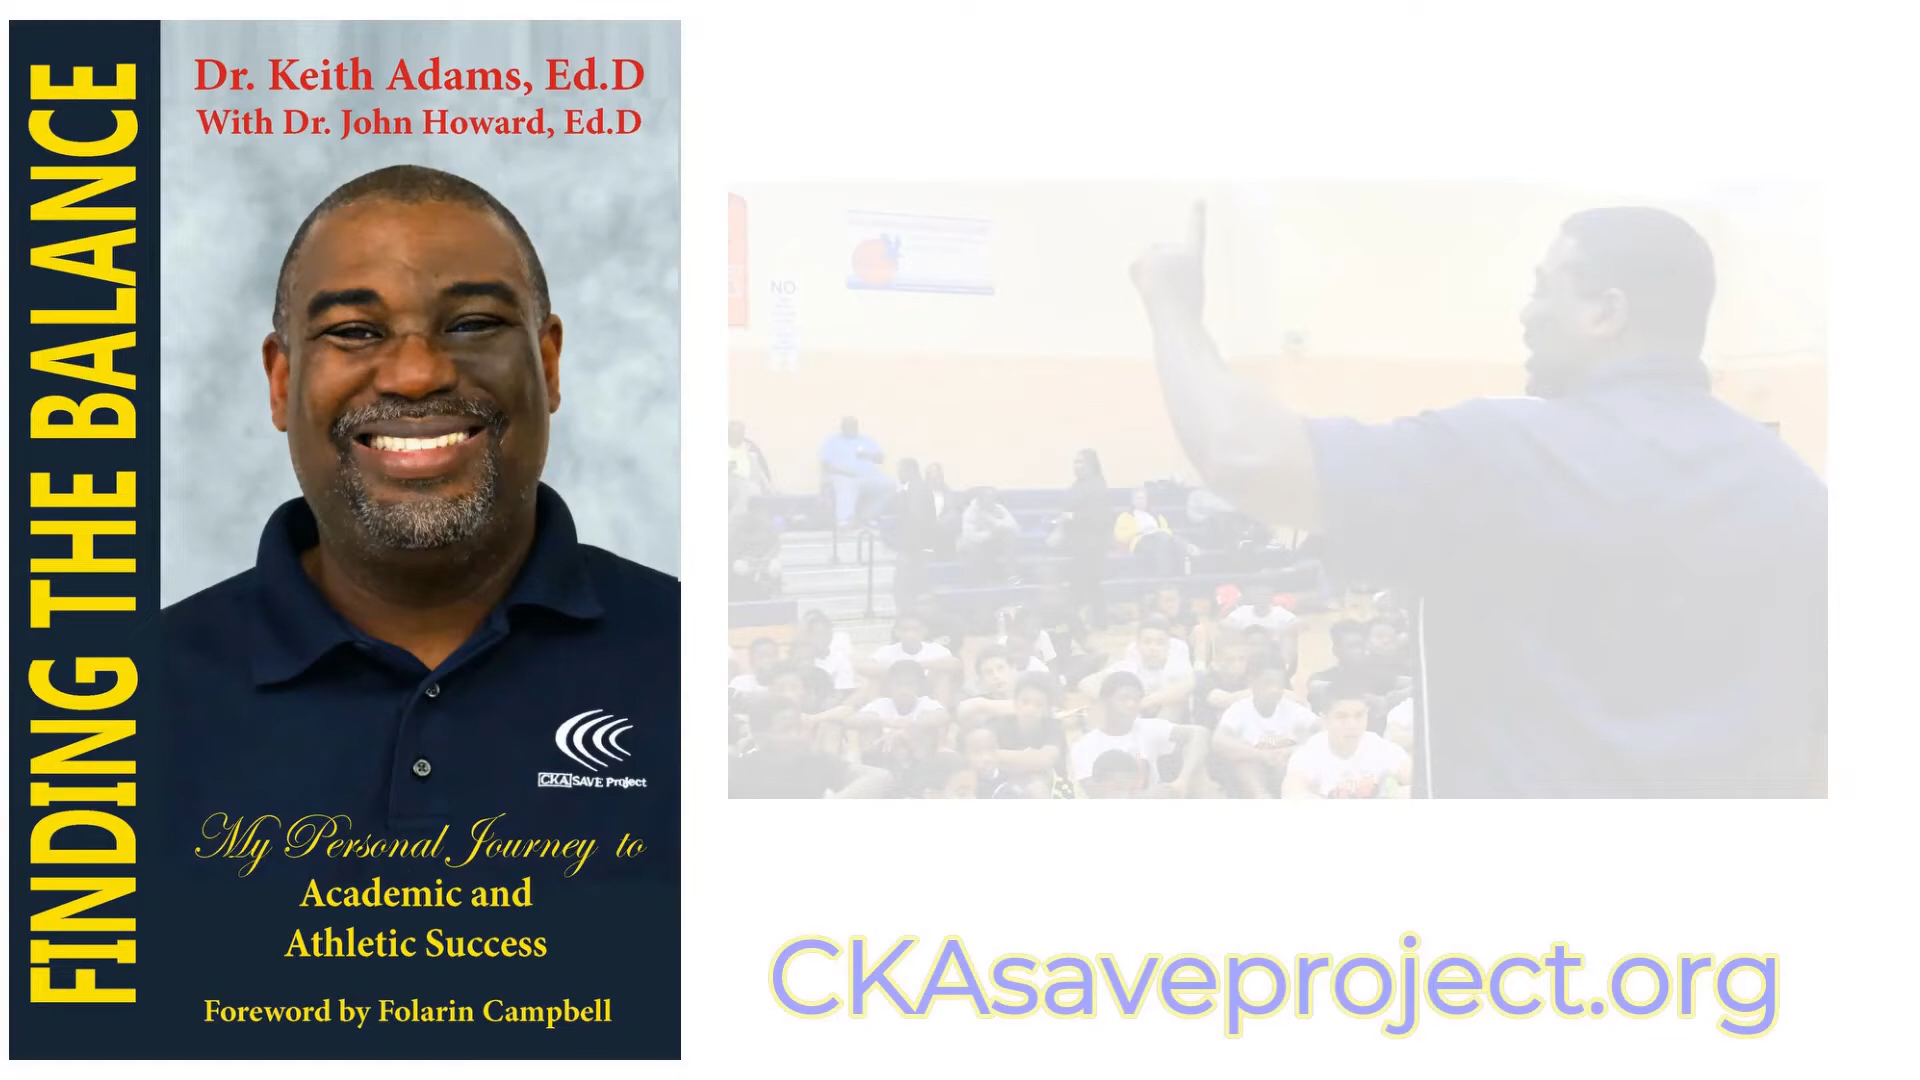 FINDING THE BALANCE
Dr. Keith Adams, Ed.D
With Dr. John Howard, Ed.D
CKA SAVE Project
My Personal Journey to
Academic and
Athletic Success
Foreword by Folarin Campbell
NO
CKAsaveproject.org